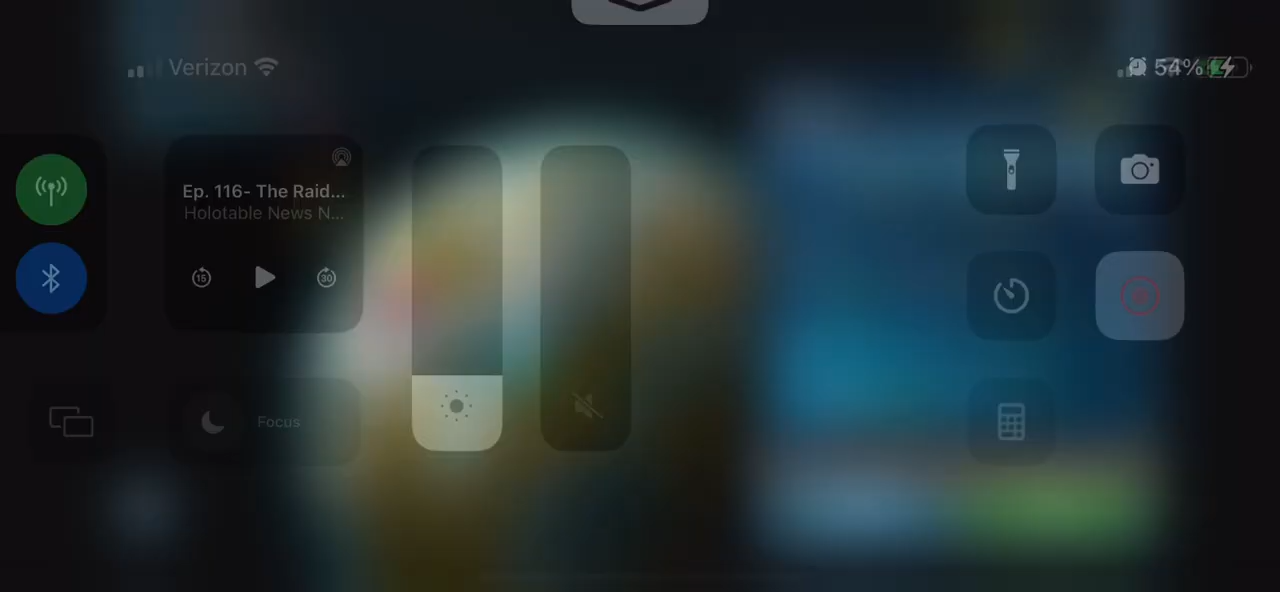 Verizon
54%
Ep. 116- The Raid...
Holotable News N...
15
30
Focus